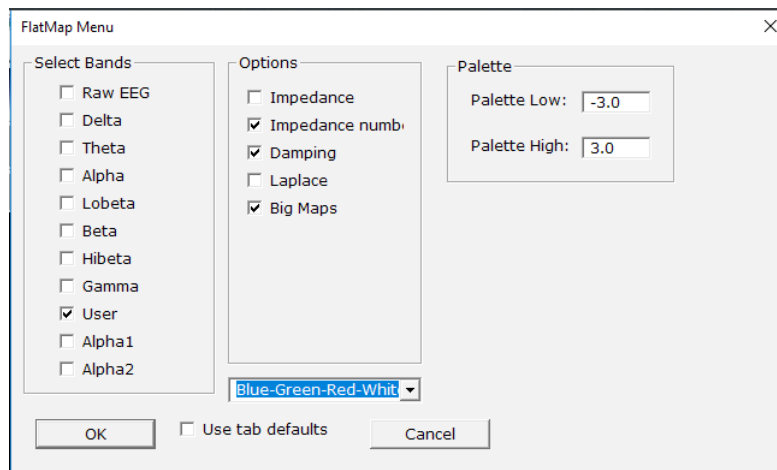 FlatMap Menu
Select Bands
Raw EEG
Delta
Theta
Alpha
Lobeta
Beta
Hibeta
Gamma
User
Alpha1
Alpha2
Options
Impedance
Impedance numbe
Damping
Laplace
Big Maps
Blue-Green-Red-White
Palette
Palette Low: -3.0
Palette High: 3.0
OK
Use tab defaults
Cancel